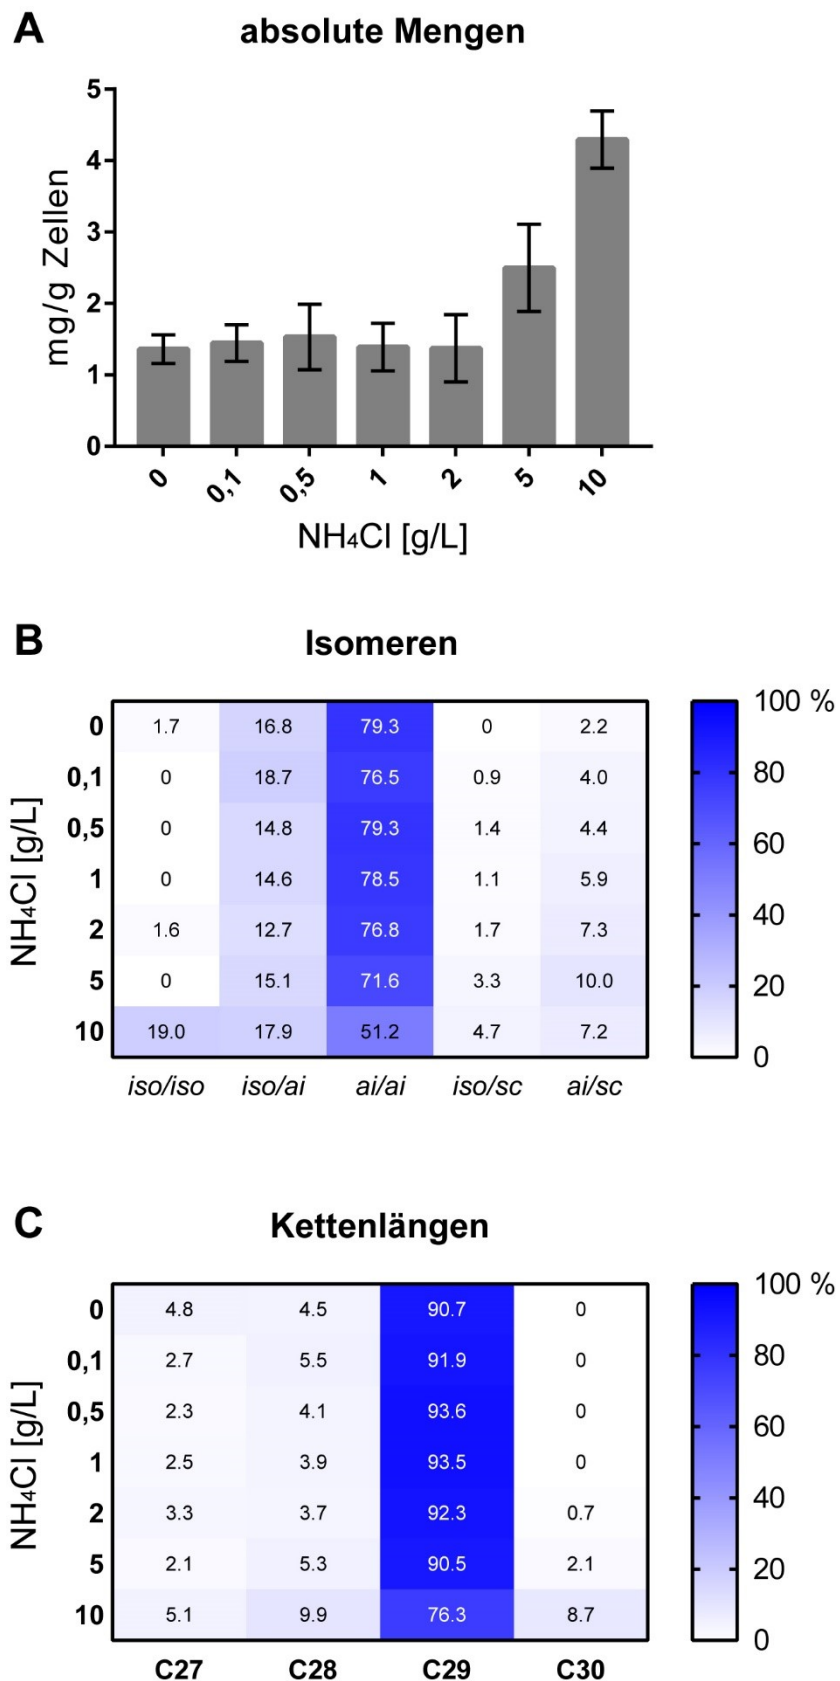 A
absolute Mengen
mg/g Zellen
5
4
3
2
1
0
0 0,1 0,5 1 2 5 10
NH₄Cl [g/L]
B
Isomeren
NH₄Cl [g/L]
0 1.7 16.8 79.3 0 2.2
0,1 0 18.7 76.5 0.9 4.0
0,5 0 14.8 79.3 1.4 4.4
1 0 14.6 78.5 1.1 5.9
2 1.6 12.7 76.8 1.7 7.3
5 0 15.1 71.6 3.3 10.0
10 19.0 17.9 51.2 4.7 7.2
iso/iso iso/ai ai/ai iso/sc ai/sc
100 %
80
60
40
20
0
C
Kettenlängen
NH₄Cl [g/L]
0 4.8 4.5 90.7 0
0,1 2.7 5.5 91.9 0
0,5 2.3 4.1 93.6 0
1 2.5 3.9 93.5 0
2 3.3 3.7 92.3 0.7
5 2.1 5.3 90.5 2.1
10 5.1 9.9 76.3 8.7
C27 C28 C29 C30
100 %
80
60
40
20
0